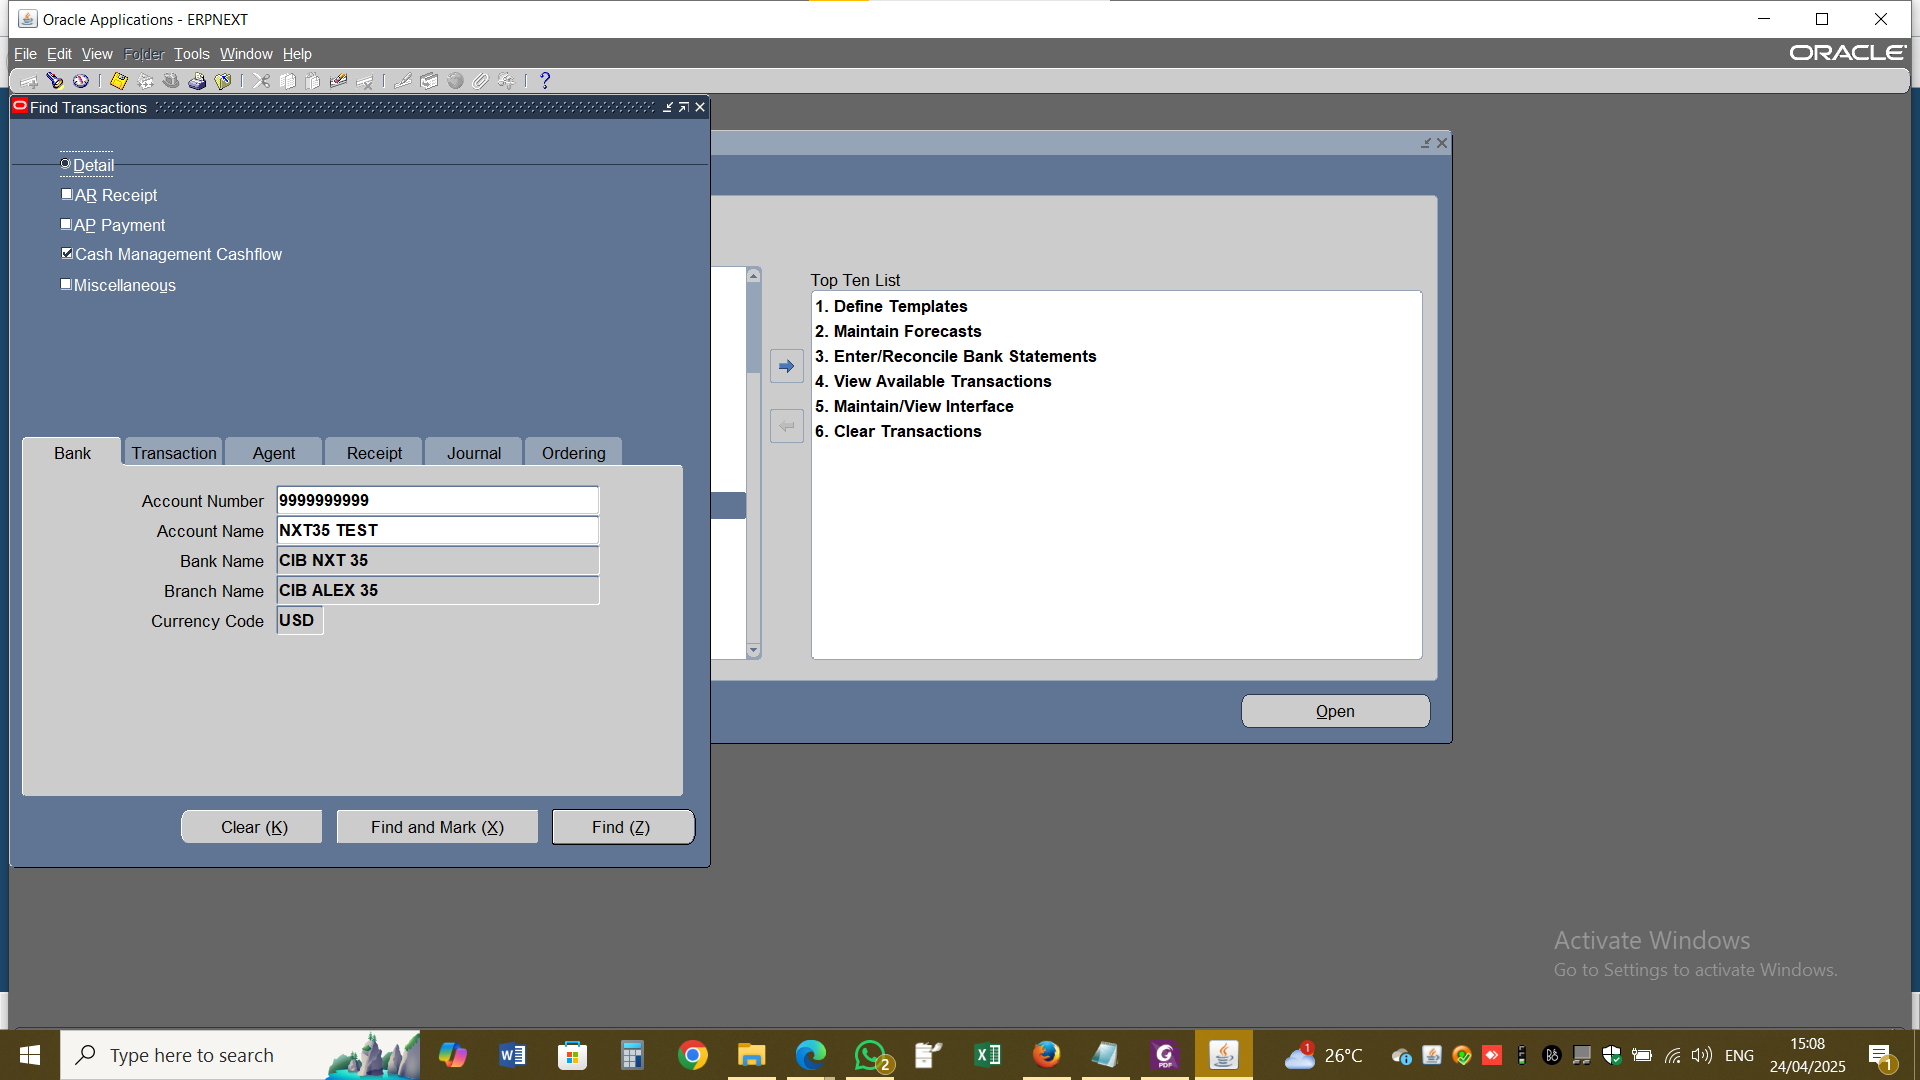 Oracle Applications - ERPNEXT
File Edit View Folder Tools Window Help
ORACLE
Find Transactions
Detail
AR Receipt
AP Payment
Cash Management Cashflow
Miscellaneous
Bank Transaction Agent Receipt Journal Ordering
Account Number 9999999999
Account Name NXT35 TEST
Bank Name CIB NXT 35
Branch Name CIB ALEX 35
Currency Code USD
Clear (K) Find and Mark (X) Find (Z)
Top Ten List
1. Define Templates
2. Maintain Forecasts
3. Enter/Reconcile Bank Statements
4. View Available Transactions
5. Maintain/View Interface
6. Clear Transactions
Open
Activate Windows
Go to Settings to activate Windows.
Type here to search
2
1
26°C
ENG
15:08
24/04/2025
1